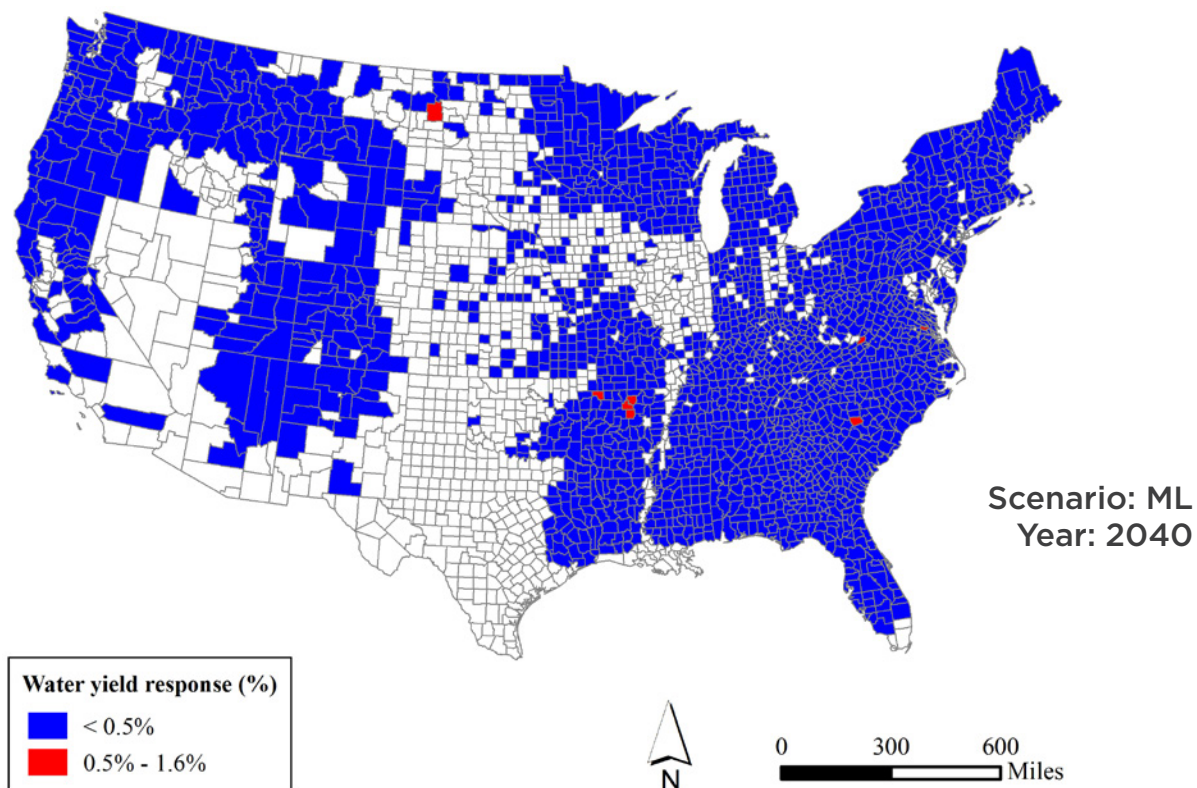 Scenario: ML
Year: 2040
Water yield response (%)
< 0.5%
0.5% - 1.6%
N
0 300 600
Miles